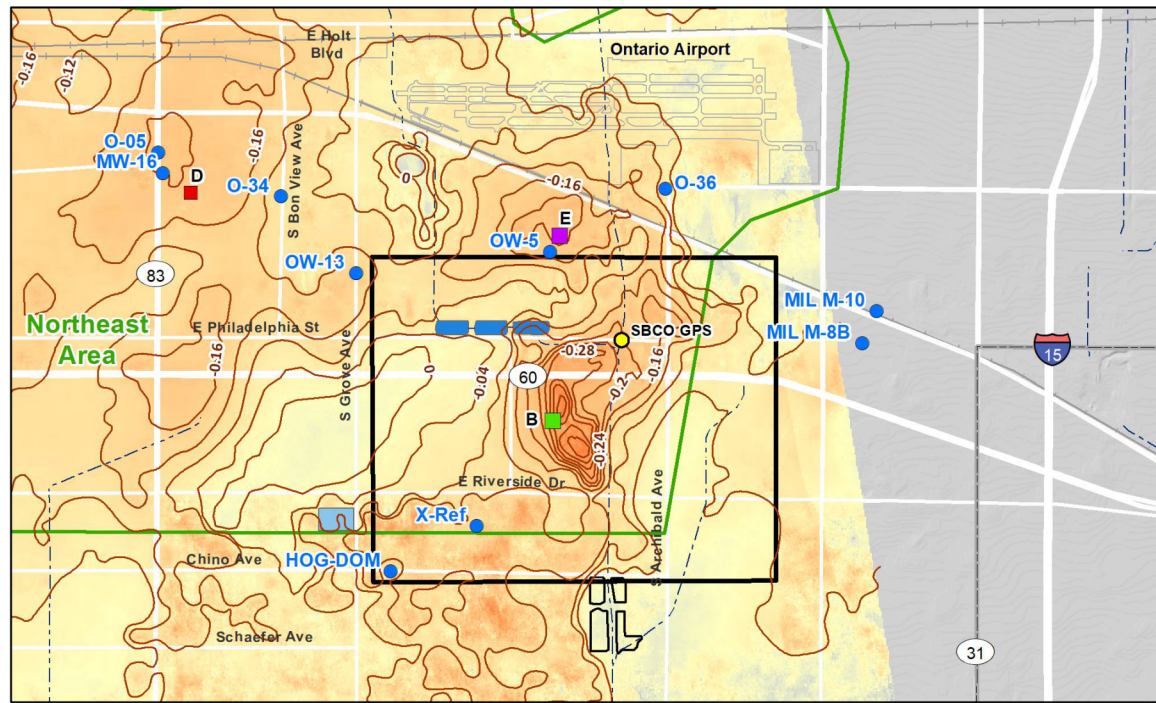 E Holt
Blvd
Ontario Airport
-0.16
-0.12
-0.16
-0.16
O-05
MW-16
D
O-34
S Bon View Ave
0
-0.16
O-36
E
OW-5
OW-13
83
Northeast
Area
E Philadelphia St
SBCO GPS
MIL M-10
MIL M-8B
15
-0.16
S Grove Ave
0
-0.04
60
-0.28
-0.2
-0.16
B
-0.24
E Riverside Dr
S Archibald Ave
X-Ref
Chino Ave
HOG-DOM
Schaefer Ave
31